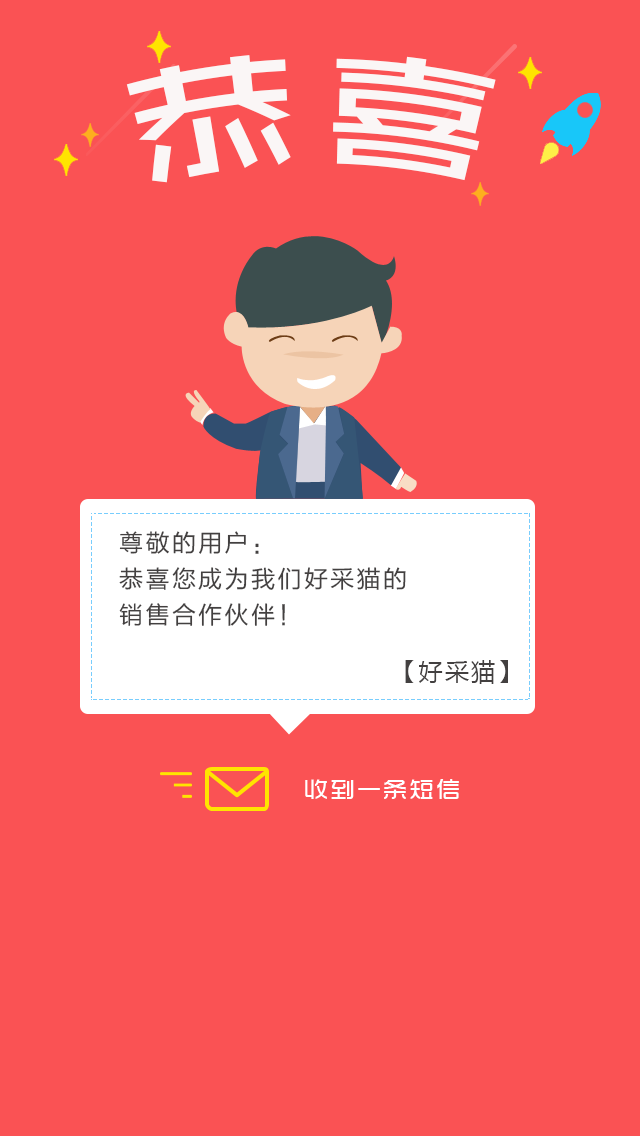 恭喜
尊敬的用户：
恭喜您成为我们好采猫的
销售合作伙伴！
【好采猫】
收到一条短信